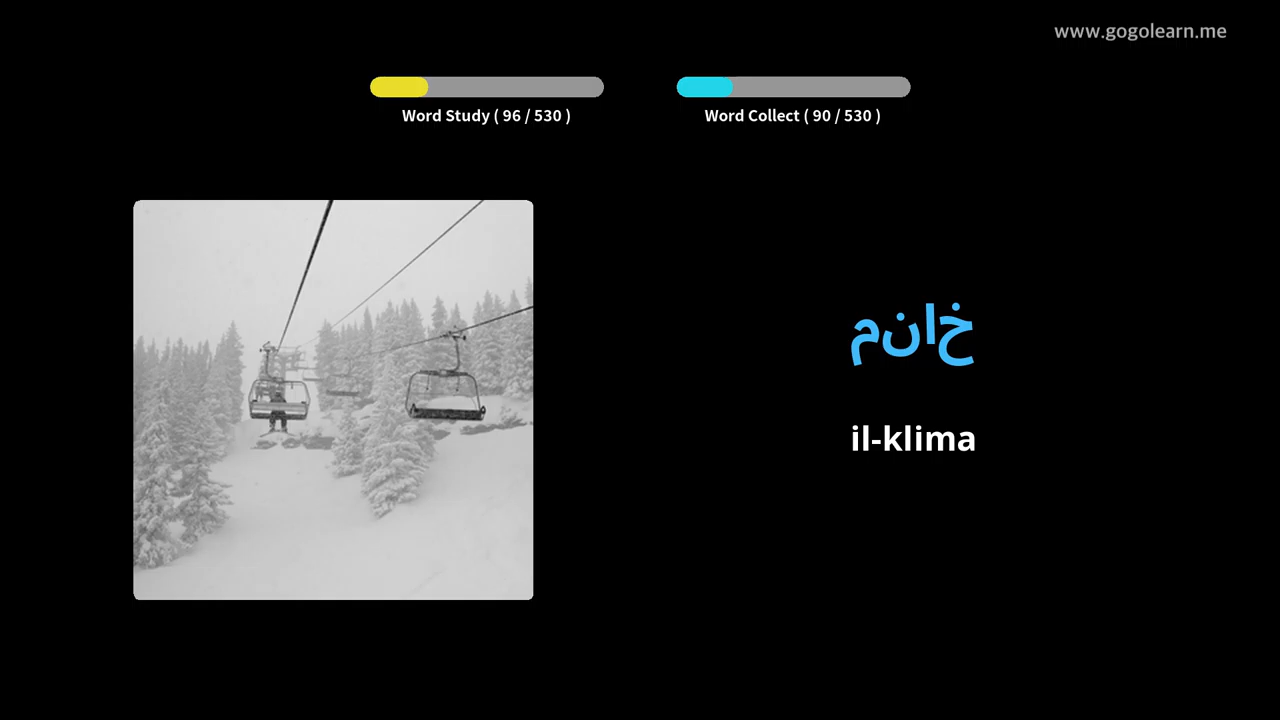 www.gogolearn.me
Word Study ( 96 / 530 )
Word Collect ( 90 / 530 )
مناخ
il-klima